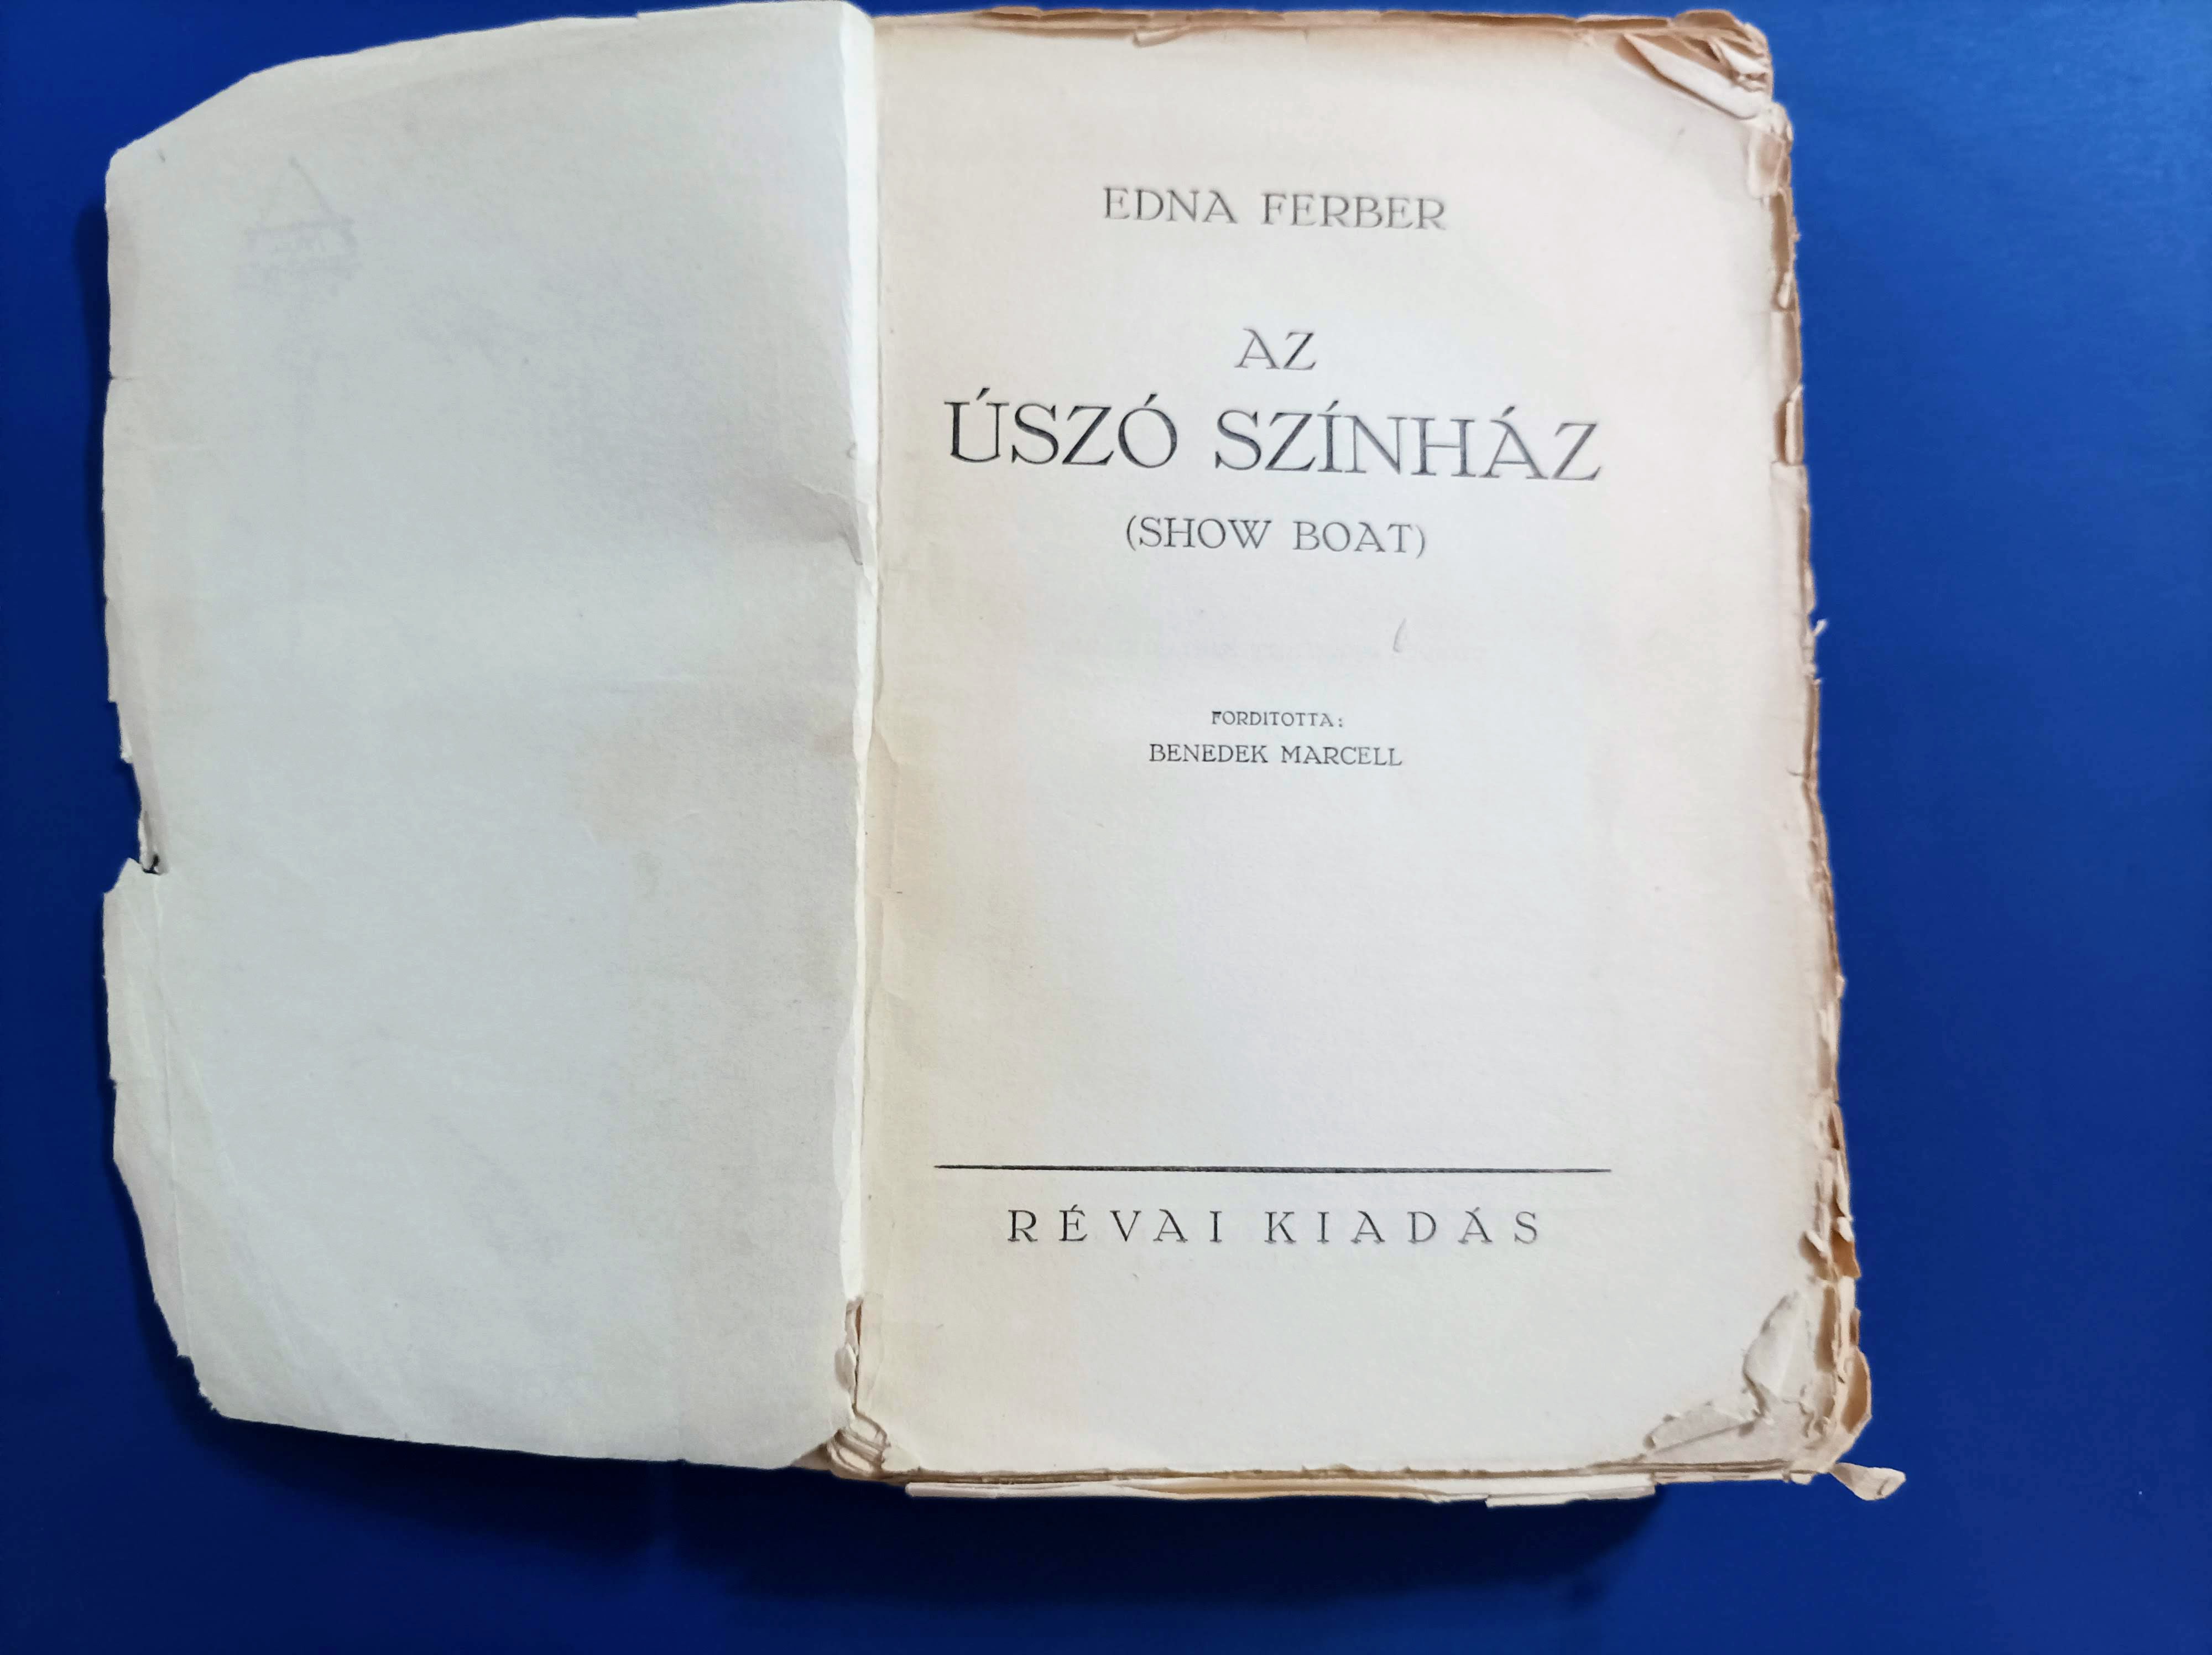 EDNA FERBER
AZ
ÚSZÓ SZÍNHÁZ
(SHOW BOAT)
FORDITOTTA:
BENEDEK MARCELL
RÉVAI KIADÁS